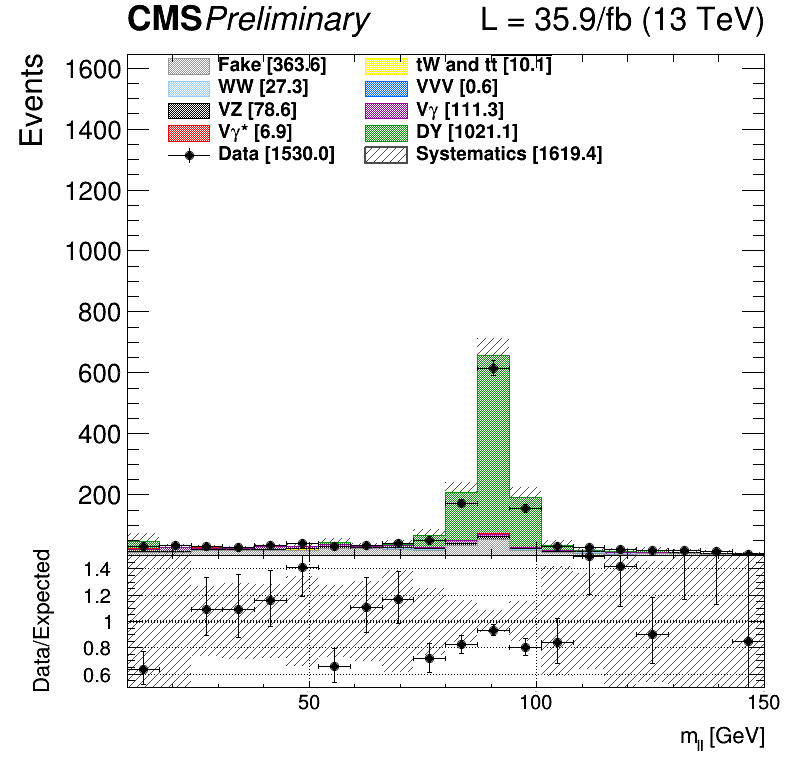 CMS Preliminary L = 35.9/fb (13 TeV)
Events
1600
1400
1200
1000
800
600
400
200
Fake [363.6] tW and tt̄ [10.1]
WW [27.3] VVV [0.6]
VZ [78.6] Vγ [111.3]
Vγ* [6.9] DY [1021.1]
Data [1530.0] Systematics [1619.4]
Data/Expected
1.4
1.2
1
0.8
0.6
50 100 150
m_ll [GeV]